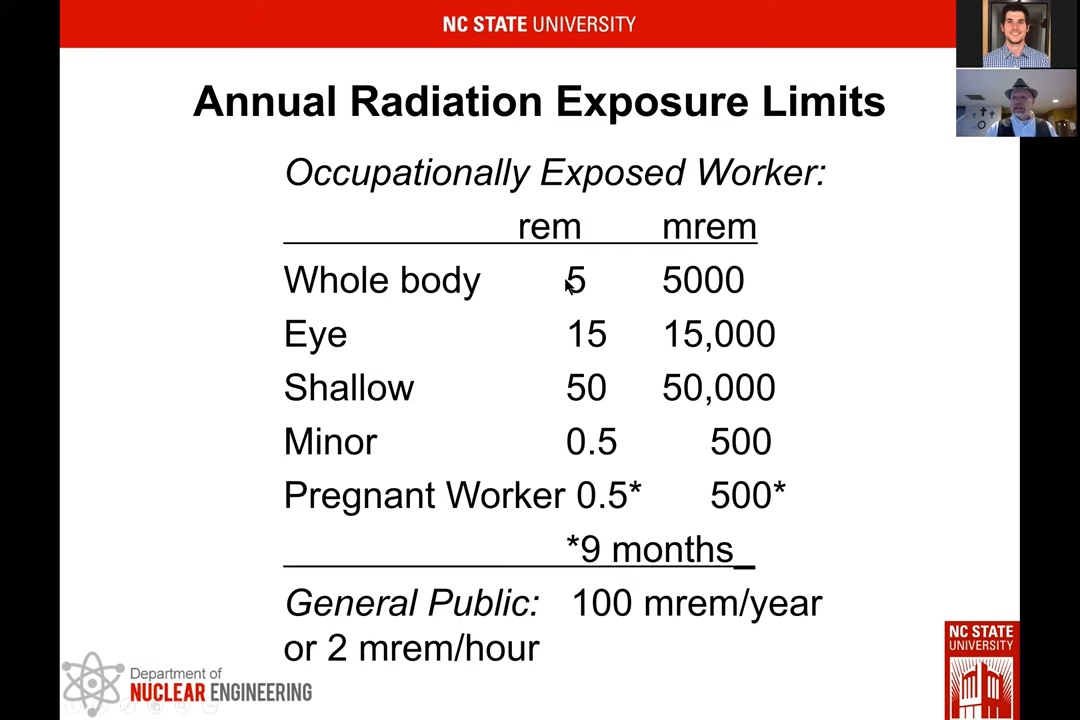 NC STATE UNIVERSITY
Annual Radiation Exposure Limits
Occupationally Exposed Worker:
rem mrem
Whole body 5 5000
Eye 15 15,000
Shallow 50 50,000
Minor 0.5 500
Pregnant Worker 0.5* 500*
*9 months_
General Public: 100 mrem/year
or 2 mrem/hour
Department of
NUCLEAR ENGINEERING
NC STATE
UNIVERSITY